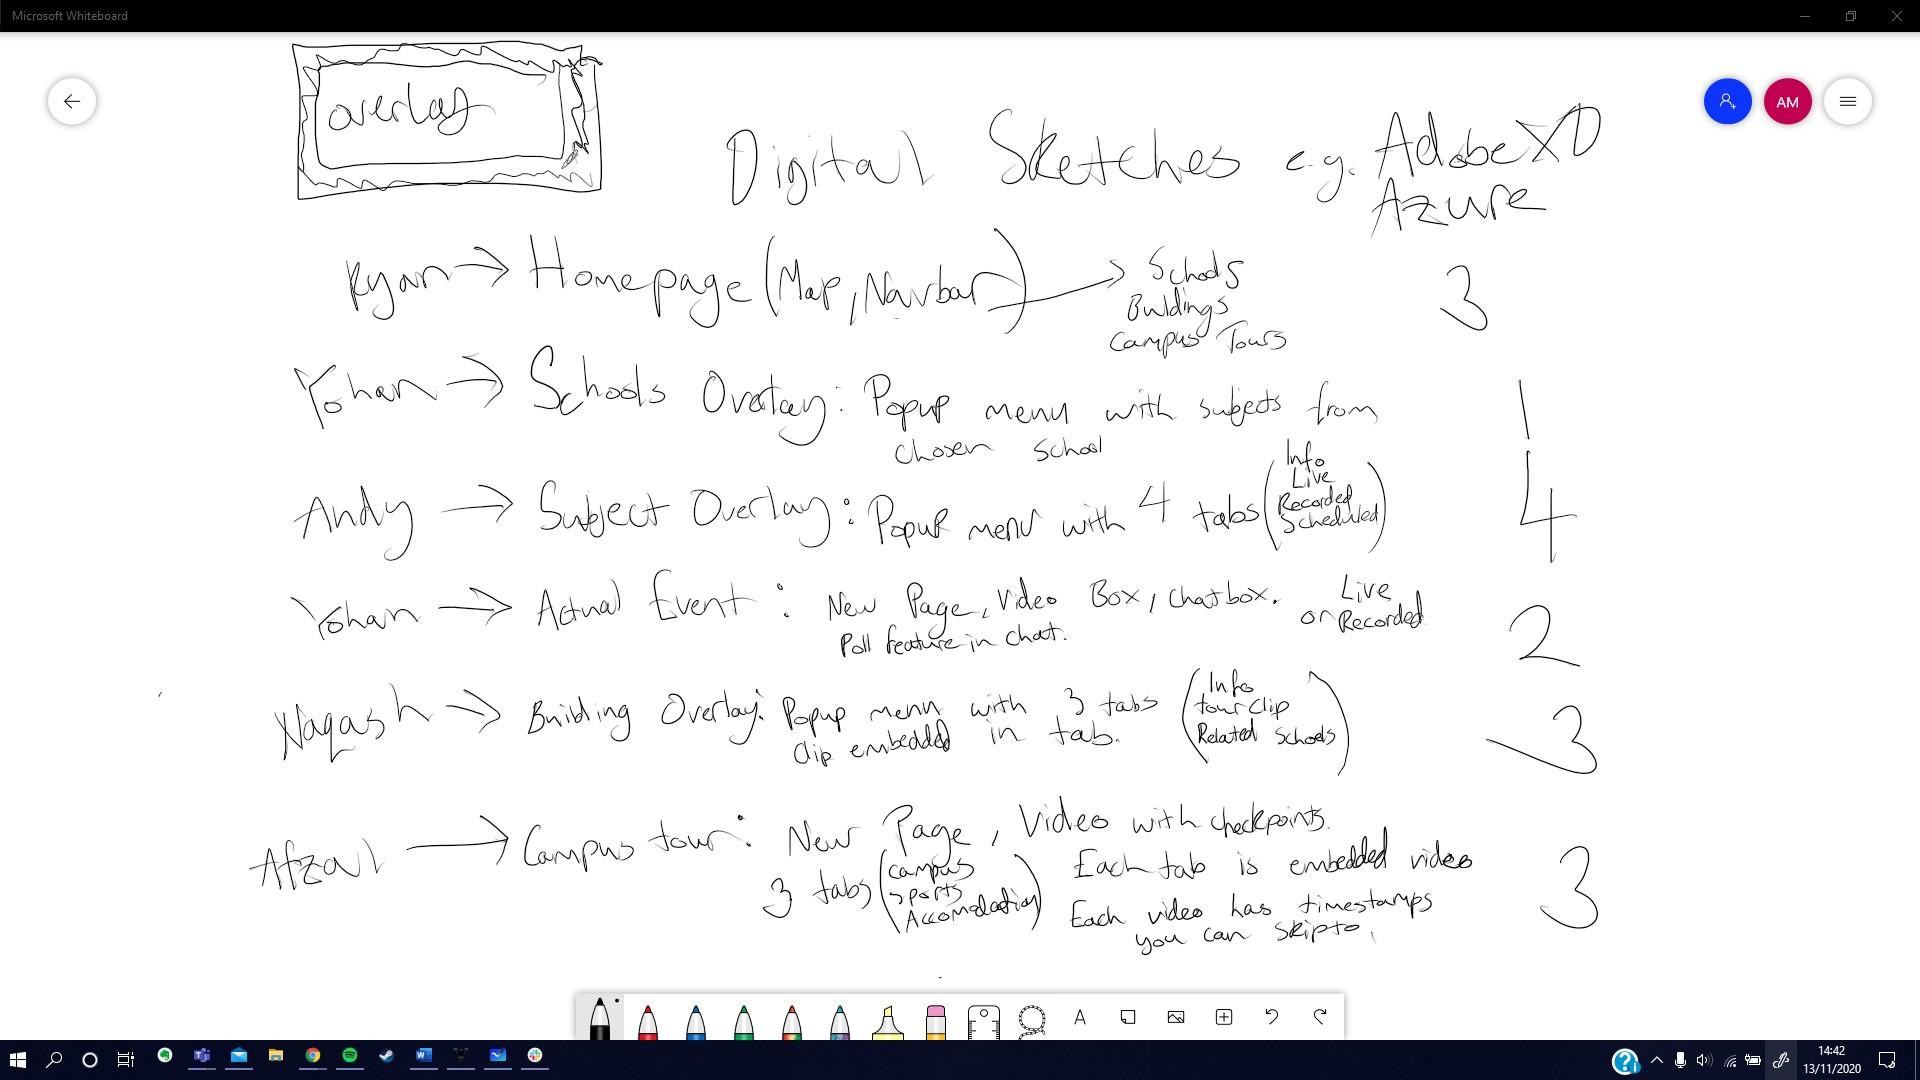 Microsoft Whiteboard
overlay
AM
Digital Sketches e.g. Adobe XD
Azure
Ryan → Homepage (Map, Navbar) → Schools
Buildings
Campus Tours
3
Yohan → Schools Overlay: Popup menu with subjects from
chosen school
1
Andy → Subject Overlay: Popup menu with 4 tabs (Info
Live
Recorded
Scheduled)
4
Yohan → Actual Event: New Page, Video Box, Chatbox. Live
or Recorded
Poll feature in chat.
2
Naqash → Building Overlay: Popup menu with 3 tabs (Info
tour clip
Related Schools)
Clip embedded in tab.
3
Afzal → Campus tour: New Page, Video with checkpoints.
3 tabs (campus
sports
Accomodation)
Each tab is embedded video
Each video has timestamps
you can skip to
3
A
14:42
13/11/2020